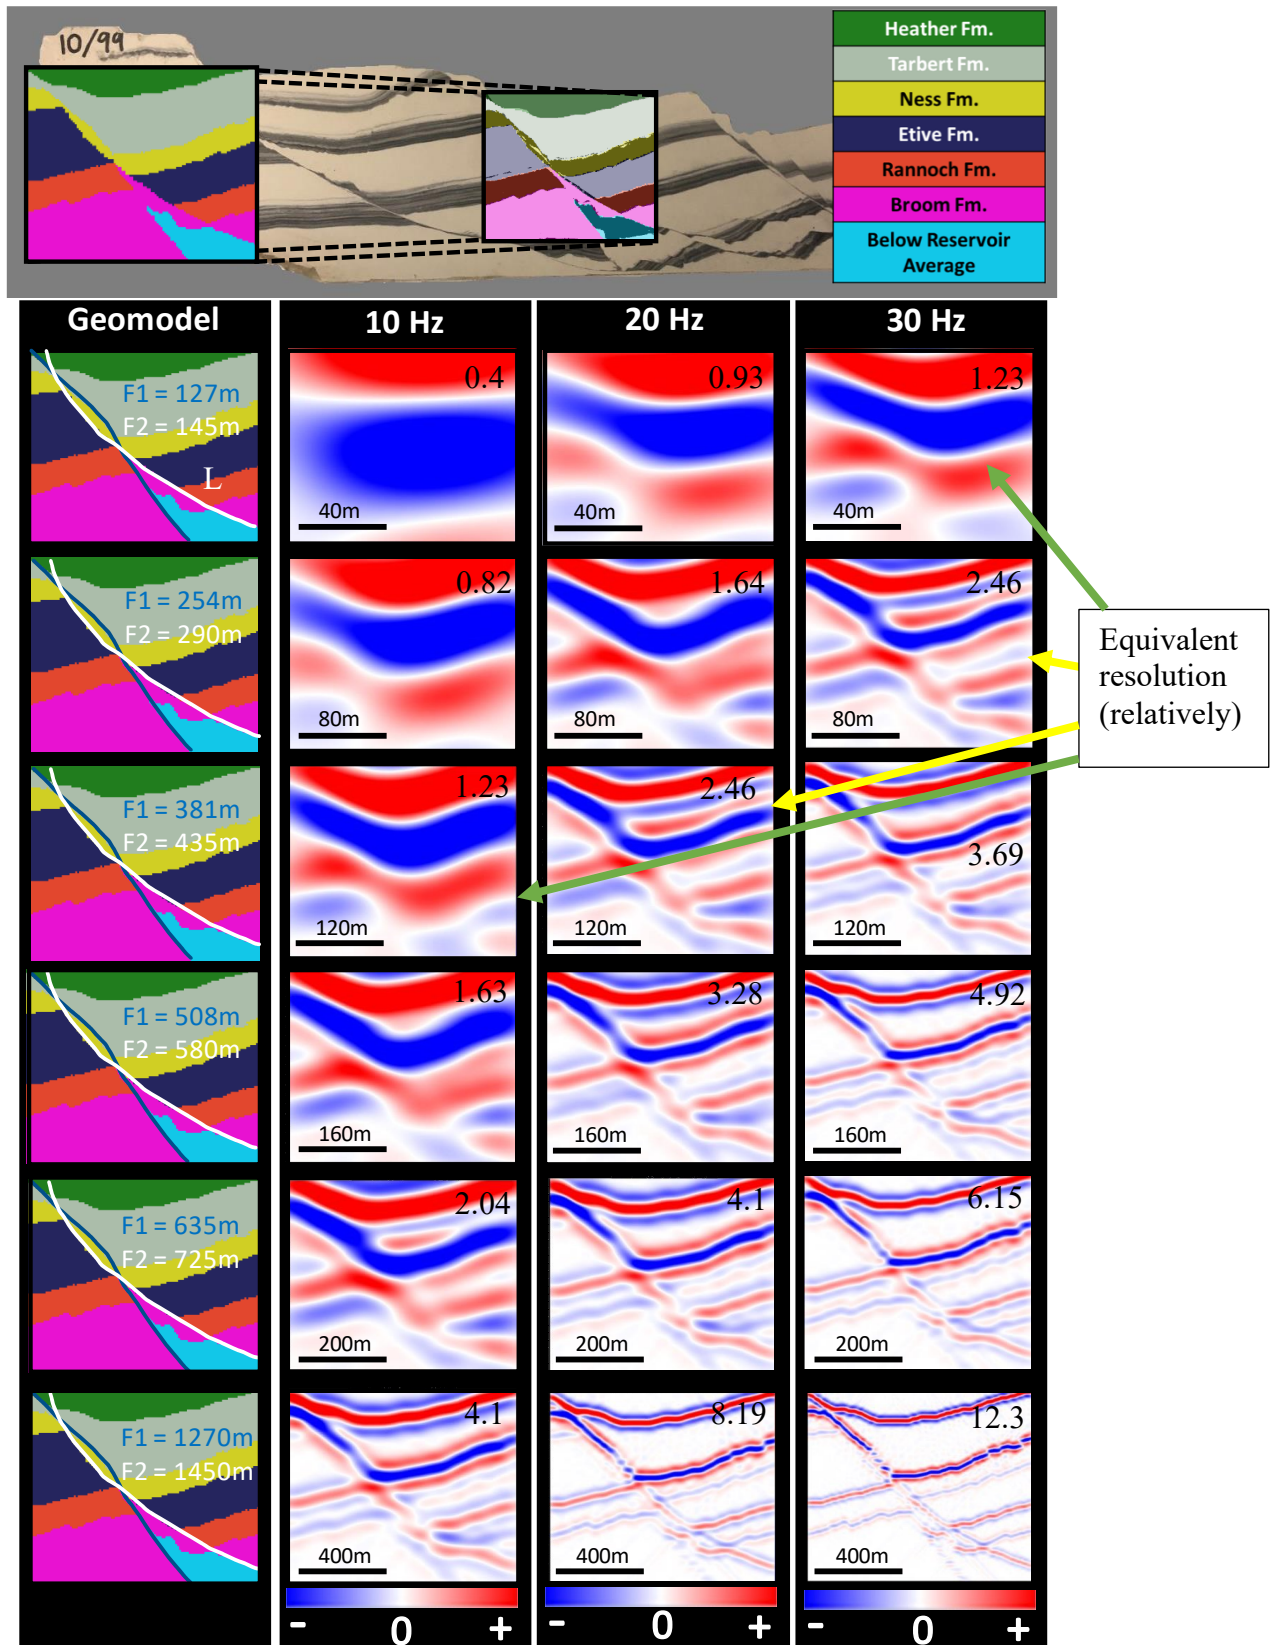 10/99
Heather Fm.
Tarbert Fm.
Ness Fm.
Etive Fm.
Rannoch Fm.
Broom Fm.
Below Reservoir
Average
Geomodel
10 Hz
20 Hz
30 Hz
F1 = 127m
F2 = 145m
L
0.4
40m
0.93
40m
1.23
40m
F1 = 254m
F2 = 290m
0.82
80m
1.64
80m
2.46
80m
Equivalent
resolution
(relatively)
F1 = 381m
F2 = 435m
1.23
120m
2.46
120m
3.69
120m
F1 = 508m
F2 = 580m
1.63
160m
3.28
160m
4.92
160m
F1 = 635m
F2 = 725m
2.04
200m
4.1
200m
6.15
200m
F1 = 1270m
F2 = 1450m
4.1
400m
8.19
400m
12.3
400m
- 0 +
- 0 +
- 0 +